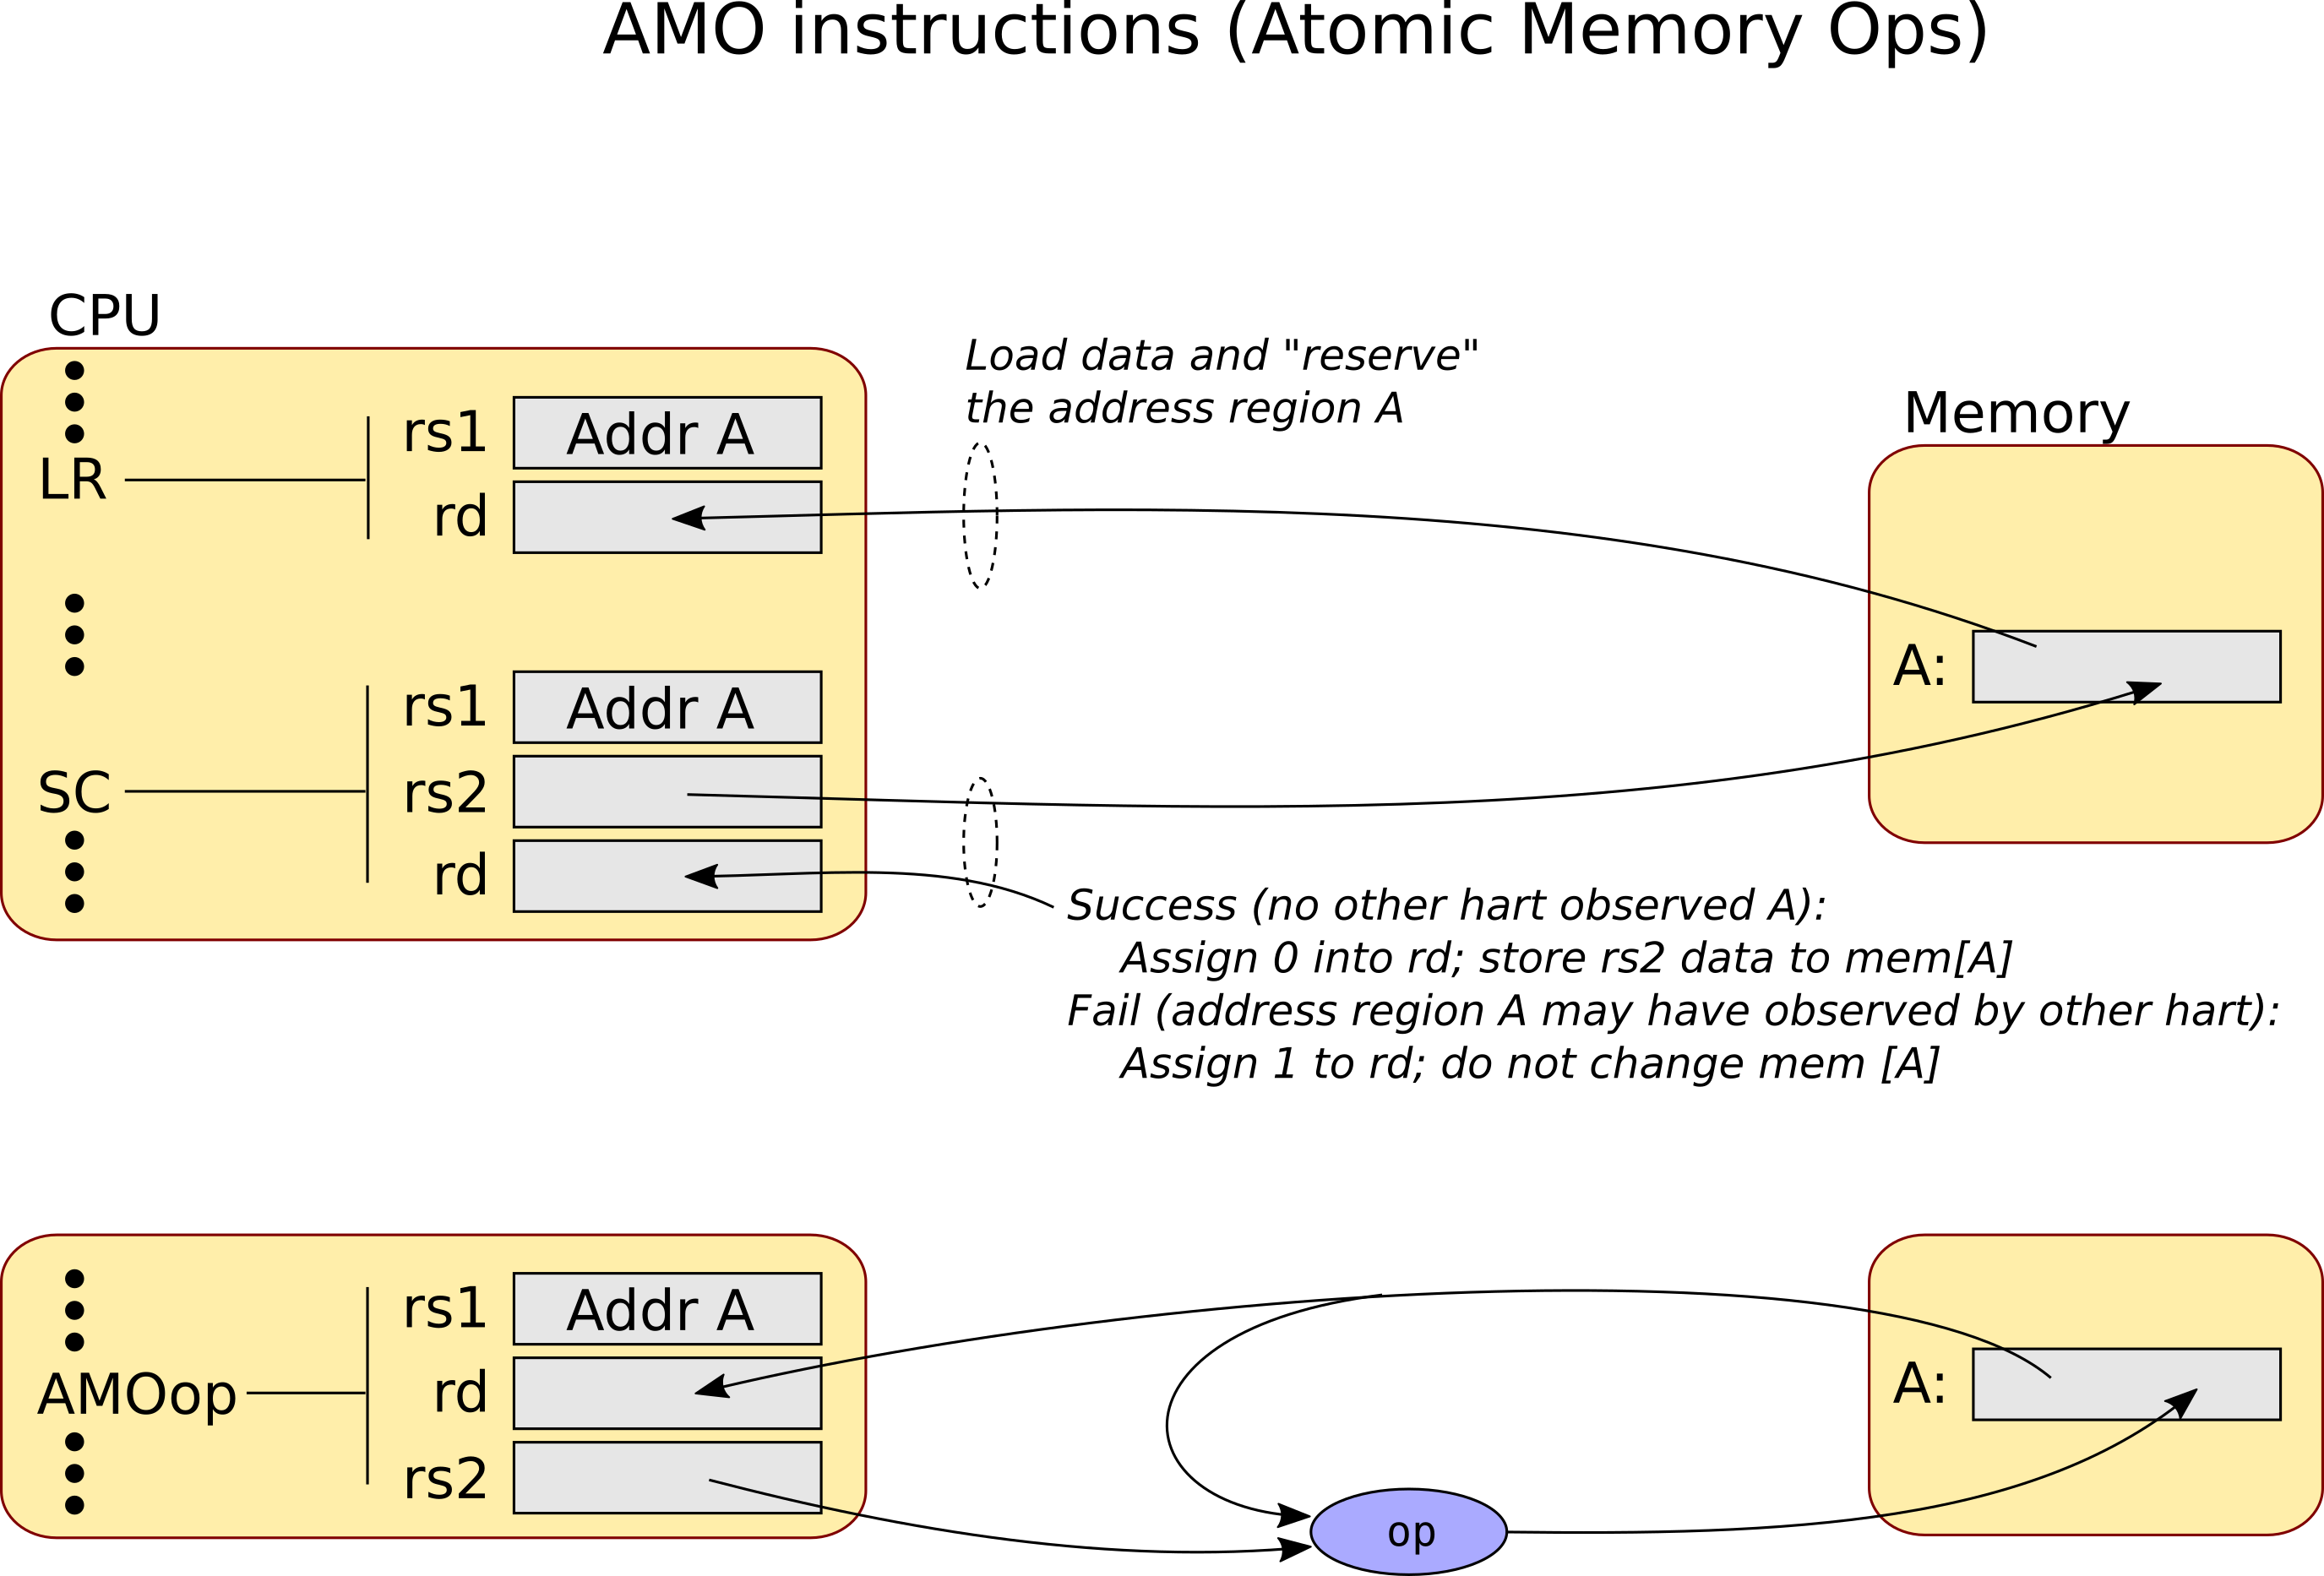 AMO instructions (Atomic Memory Ops)
CPU
LR
rs1
Addr A
rd
Load data and "reserve"
the address region A
Memory
A:
SC
rs1
Addr A
rs2
rd
Success (no other hart observed A):
Assign 0 into rd; store rs2 data to mem[A]
Fail (address region A may have observed by other hart):
Assign 1 to rd; do not change mem [A]
AMOop
rs1
Addr A
rd
rs2
op
A: